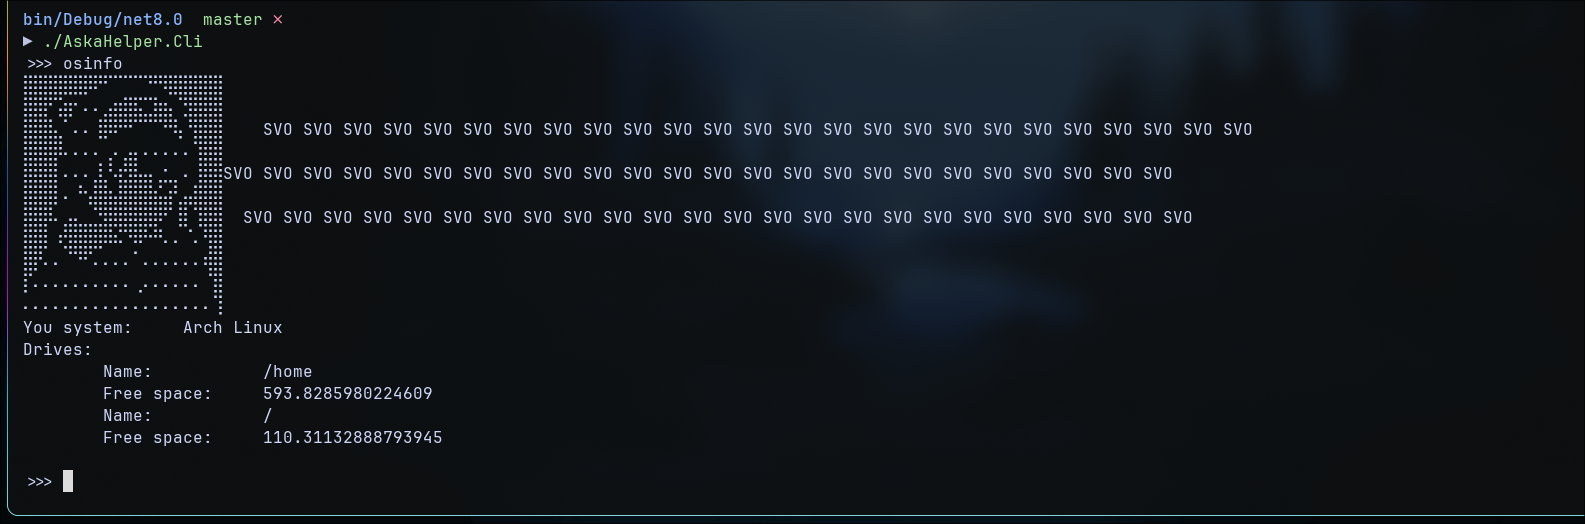 bin/Debug/net8.0 master ×
▶ ./AskaHelper.Cli
>>> osinfo
SVO SVO SVO SVO SVO SVO SVO SVO SVO SVO SVO SVO SVO SVO SVO SVO SVO SVO SVO SVO SVO SVO SVO SVO SVO
SVO SVO SVO SVO SVO SVO SVO SVO SVO SVO SVO SVO SVO SVO SVO SVO SVO SVO SVO SVO SVO SVO SVO SVO
SVO SVO SVO SVO SVO SVO SVO SVO SVO SVO SVO SVO SVO SVO SVO SVO SVO SVO SVO SVO SVO SVO SVO SVO
You system: Arch Linux
Drives:
Name: /home
Free space: 593.8285980224609
Name: /
Free space: 110.31132888793945
>>>